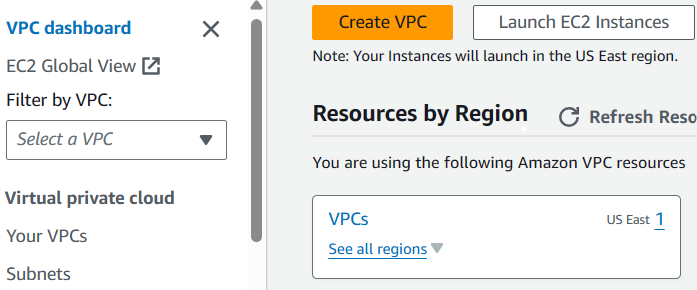 VPC dashboard
EC2 Global View
Filter by VPC:
Select a VPC
Virtual private cloud
Your VPCs
Subnets
Create VPC
Launch EC2 Instances
Note: Your Instances will launch in the US East region.
Resources by Region
Refresh Reso
You are using the following Amazon VPC resources
VPCs
US East 1
See all regions